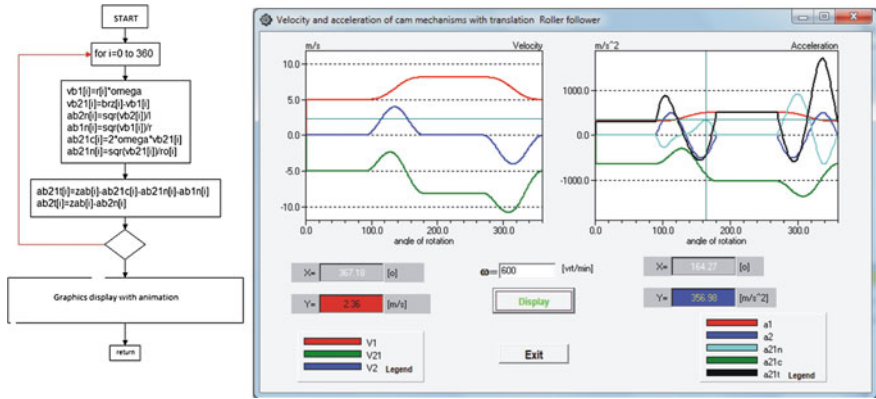 START
for i=0 to 360
vb1[i]=r[i]*omega
vb21[i]=brz[i]-vb1[i]
ab2n[i]=sqr(vb2[i])/l
ab1n[i]=sqr(vb1[i])/r
ab21c[i]=2*omega*vb21[i]
ab21n[i]=sqr(vb21[i])/ro[i]
ab21t[i]=zab[i]-ab21c[i]-ab21n[i]-ab1n[i]
ab2t[i]=zab[i]-ab2n[i]
Graphics display with animation
return
Velocity and acceleration of cam mechanisms with translation Roller follower
m/s Velocity
10.0
5.0
0.0
-5.0
-10.0
0.0 100.0 200.0 300.0
angle of rotation
m/s^2 Acceleration
1000.0
0.0
-1000.0
0.0 100.0 200.0 300.0
angle of rotation
X= 367.18 [o]
Y= 2.36 [m/s]
ω= 600 [vrt/min]
Display
Exit
X= 164.27 [o]
Y= 356.98 [m/s^2]
V1
V21
V2 Legend
a1
a2
a21n
a21c
a21t Legend